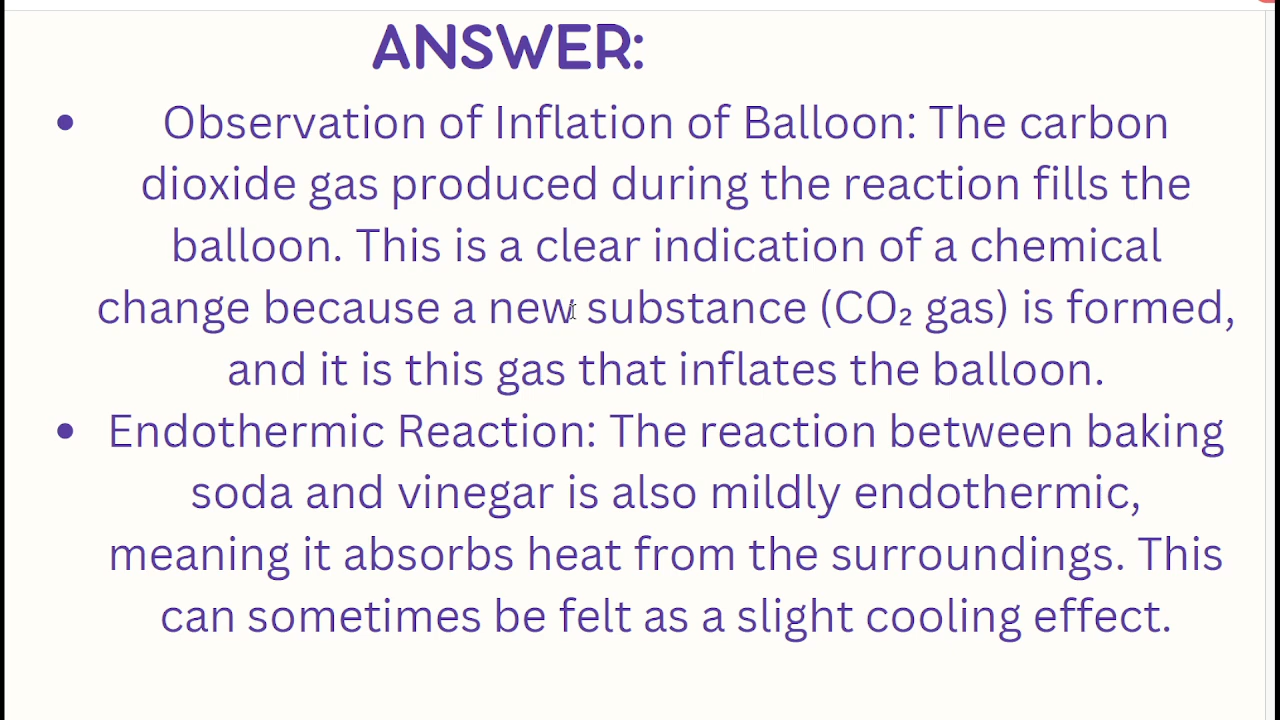 ANSWER:
• Observation of Inflation of Balloon: The carbon
dioxide gas produced during the reaction fills the
balloon. This is a clear indication of a chemical
change because a new substance (CO₂ gas) is formed,
and it is this gas that inflates the balloon.
• Endothermic Reaction: The reaction between baking
soda and vinegar is also mildly endothermic,
meaning it absorbs heat from the surroundings. This
can sometimes be felt as a slight cooling effect.